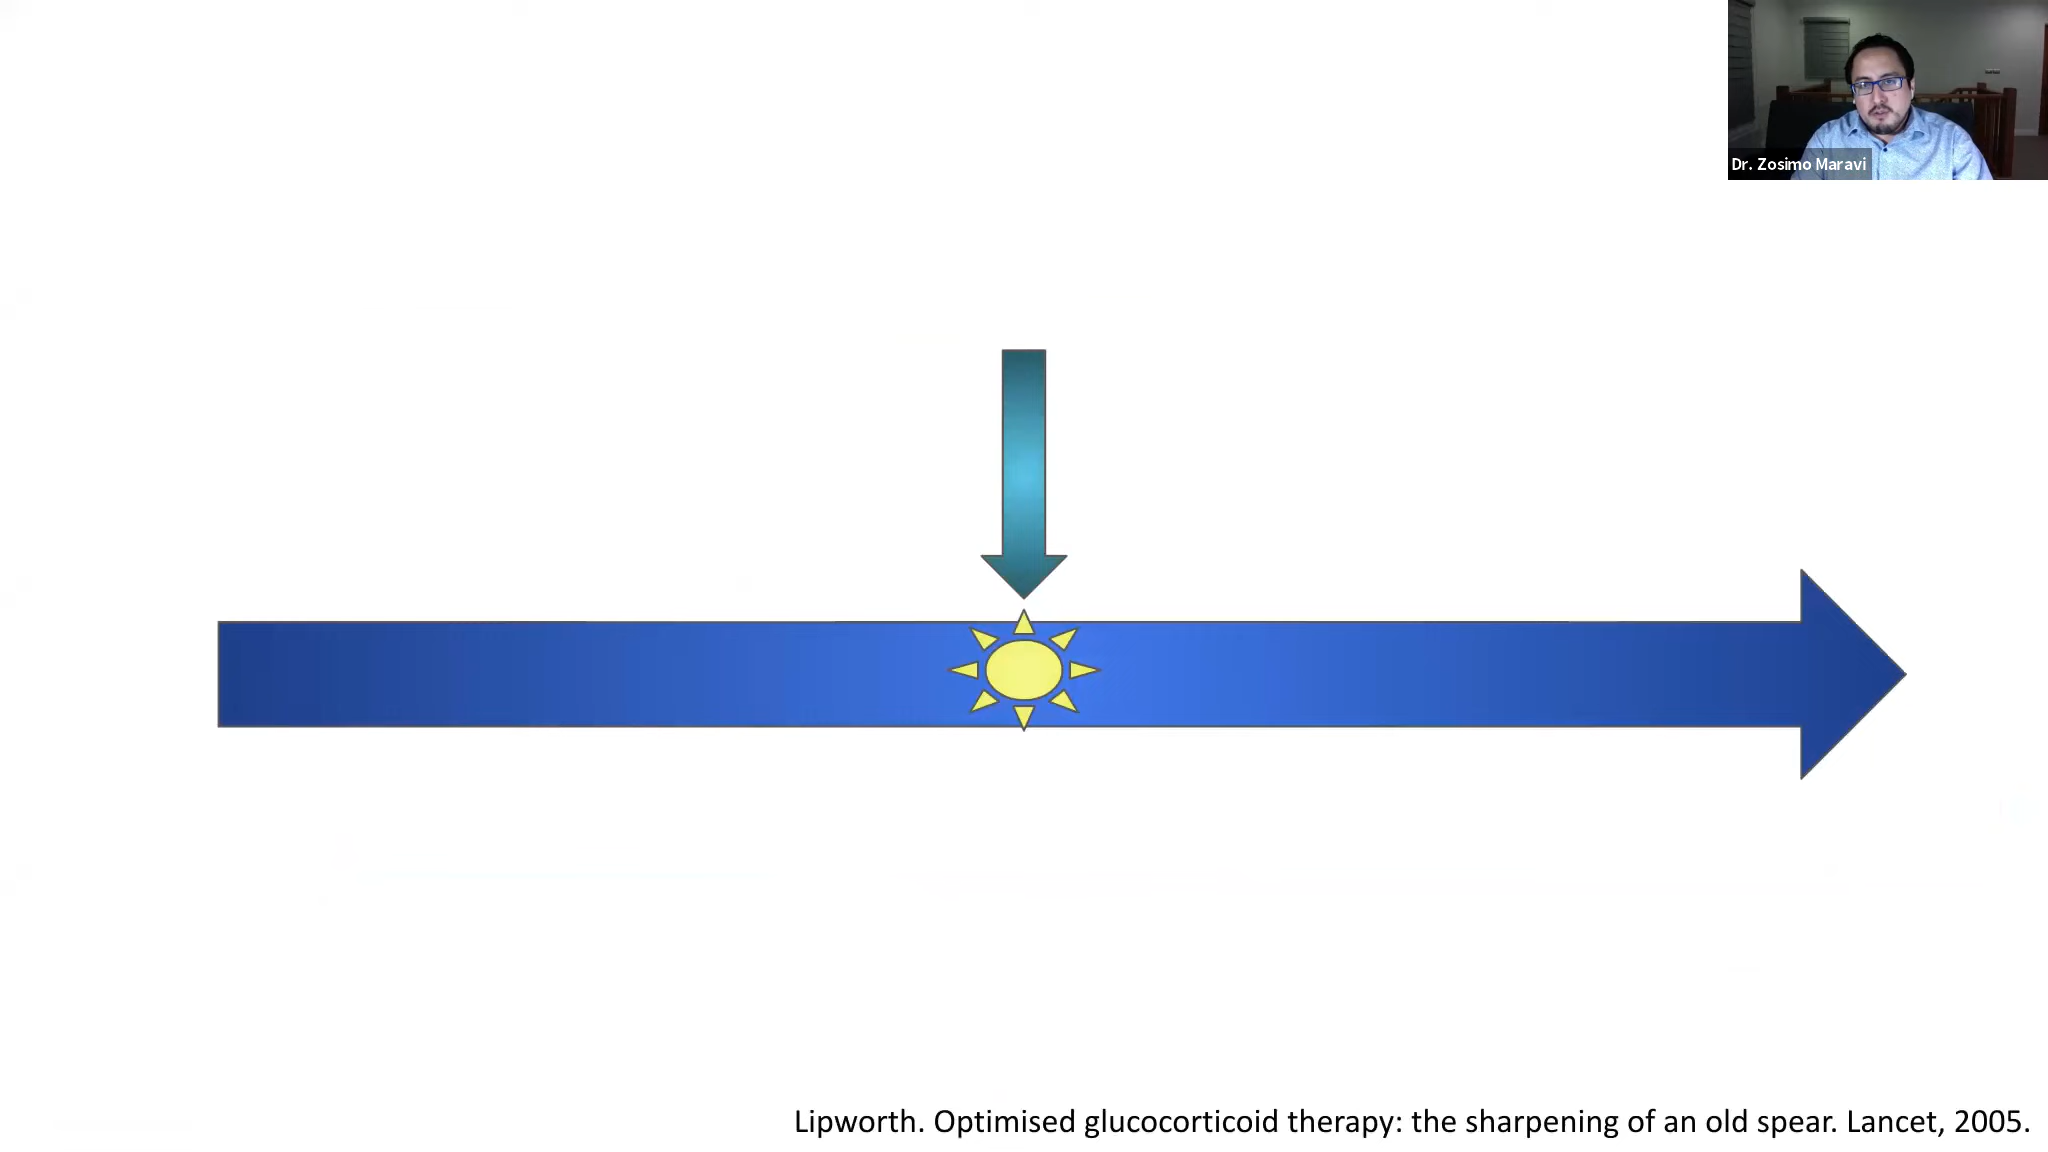 Dr. Zosimo Maravi
Lipworth. Optimised glucocorticoid therapy: the sharpening of an old spear. Lancet, 2005.